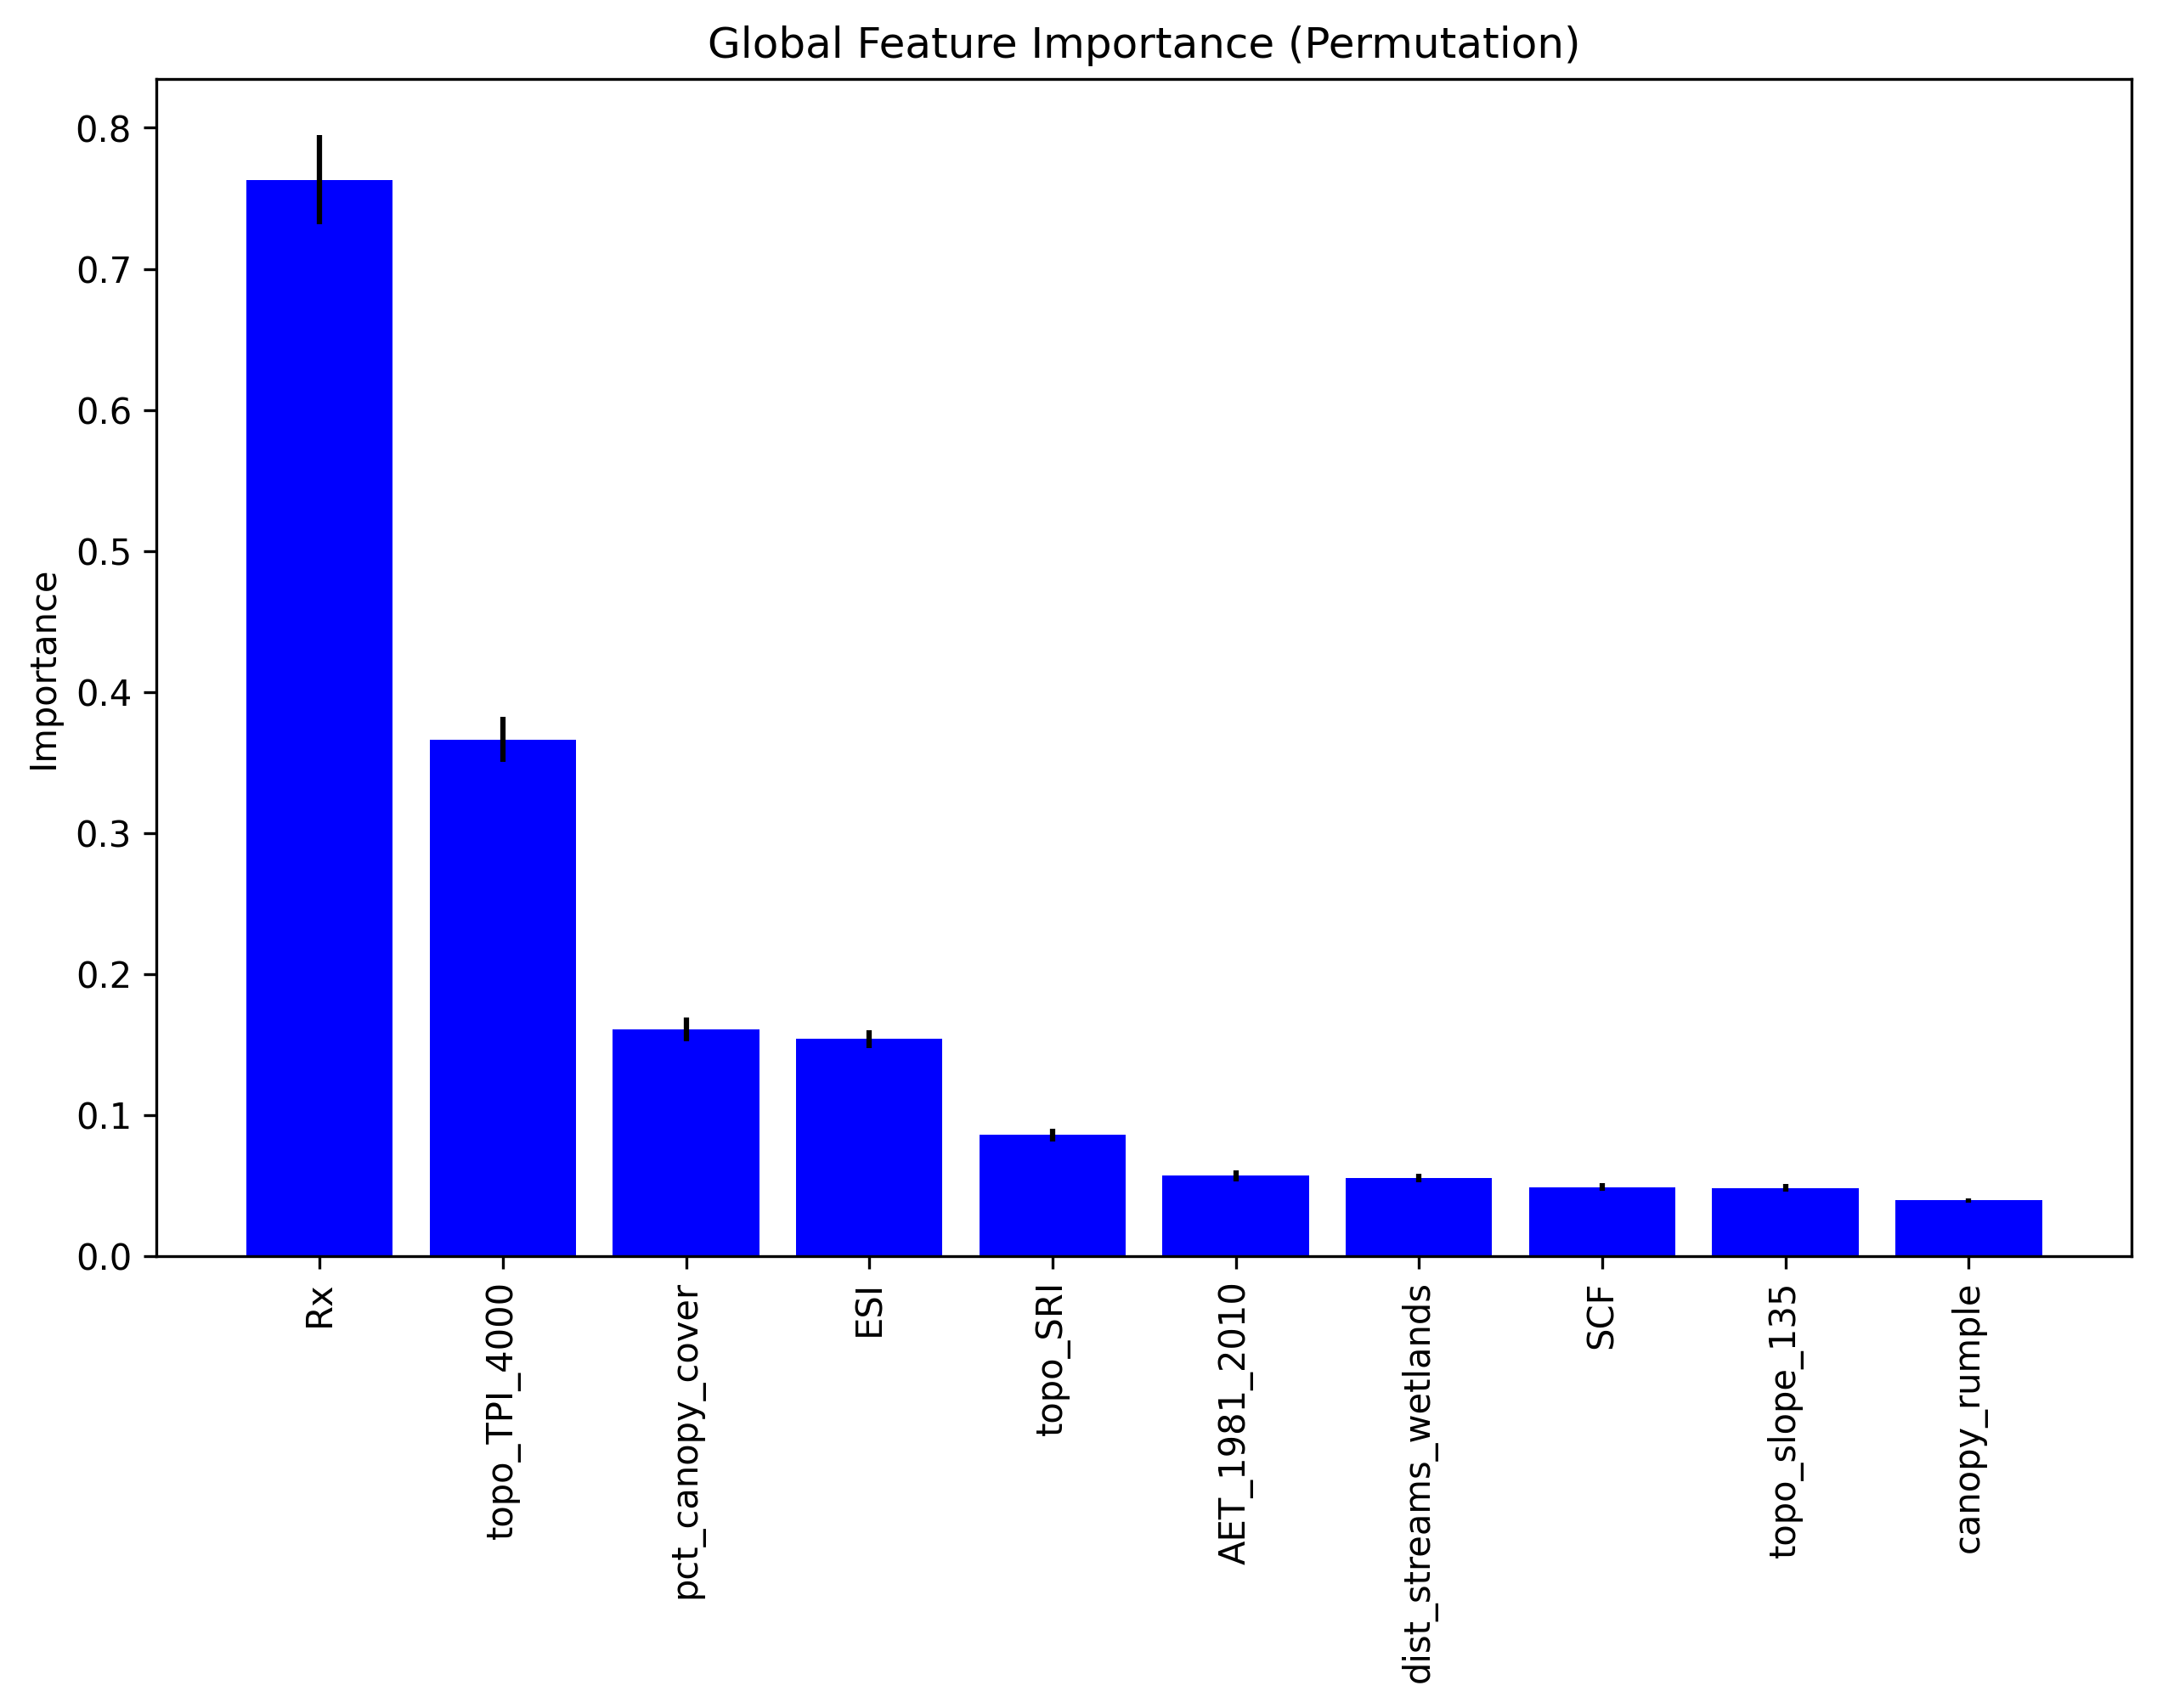 Global Feature Importance (Permutation)
Importance
0.8
0.7
0.6
0.5
0.4
0.3
0.2
0.1
0.0
Rx
topo_TPI_4000
pct_canopy_cover
ESI
topo_SRI
AET_1981_2010
dist_streams_wetlands
SCF
topo_slope_135
canopy_rumple